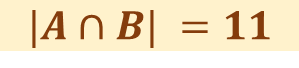 |A ∩ B| = 11